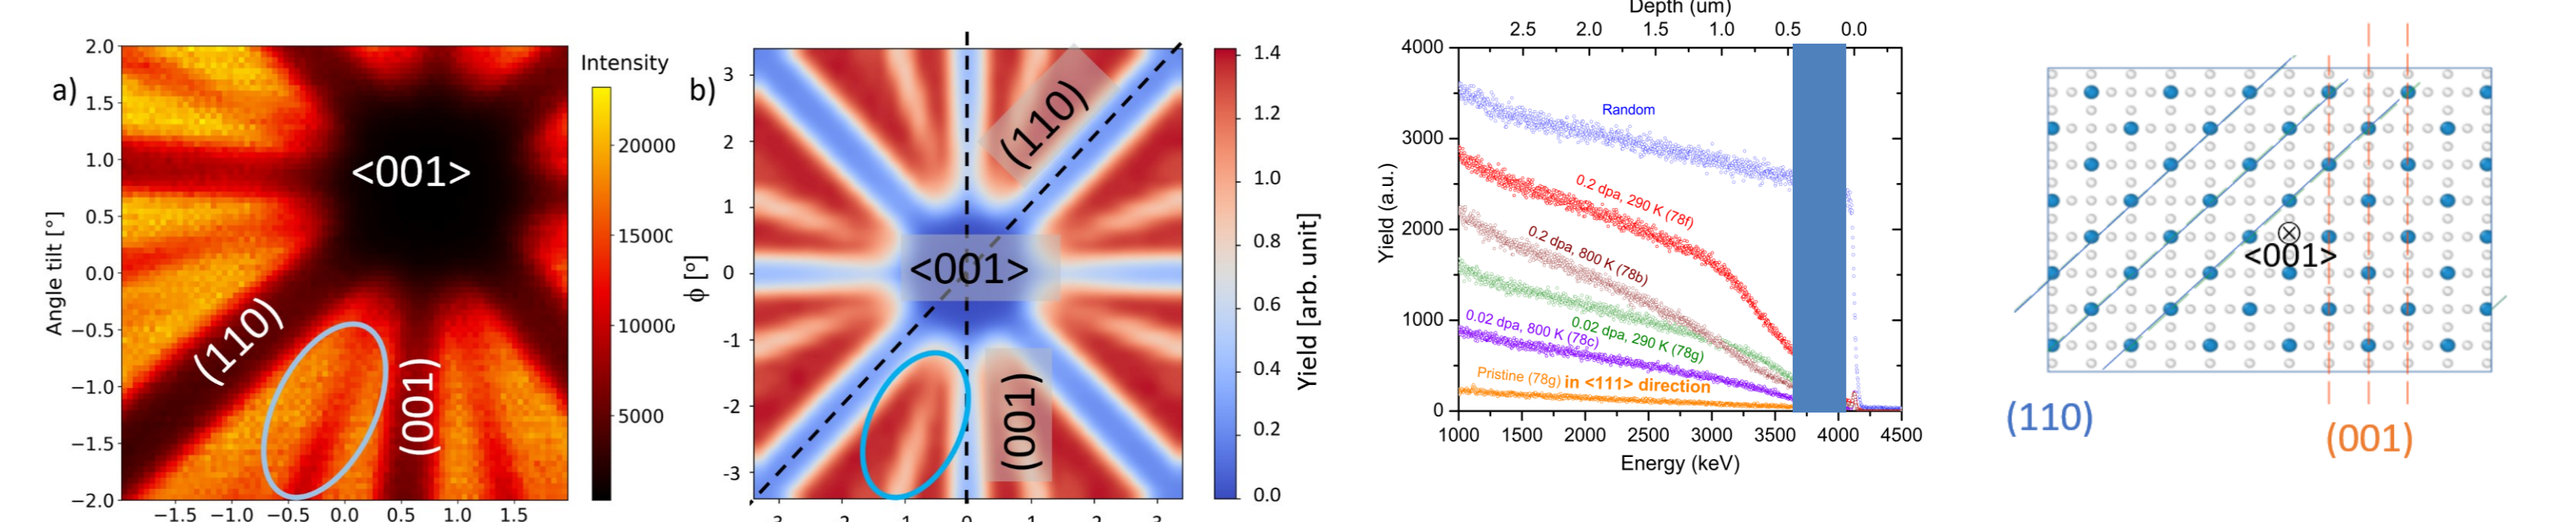 a)
Intensity
2.0
1.5
1.0
0.5
0.0
−0.5
−1.0
−1.5
−2.0
Angle tilt [°]
<001>
(110)
(001)
−1.5 −1.0 −0.5 0.0 0.5 1.0 1.5
20000
15000
10000
5000
b)
3
2
1
0
-1
-2
-3
ϕ [º]
(110)
<001>
(001)
3 2 1 0 1 2 3
1.4
1.2
1.0
0.8
0.6
0.4
0.2
0.0
Yield [arb. unit]
Depth (um)
2.5 2.0 1.5 1.0 0.5 0.0
4000
3000
2000
1000
0
Yield (a.u.)
Random
0.2 dpa, 290 K (78f)
0.2 dpa, 800 K (78b)
0.02 dpa, 290 K (78g)
0.02 dpa, 800 K (78c)
Pristine (78g) in <111> direction
1000 1500 2000 2500 3000 3500 4000 4500
Energy (keV)
<001>
(110)
(001)